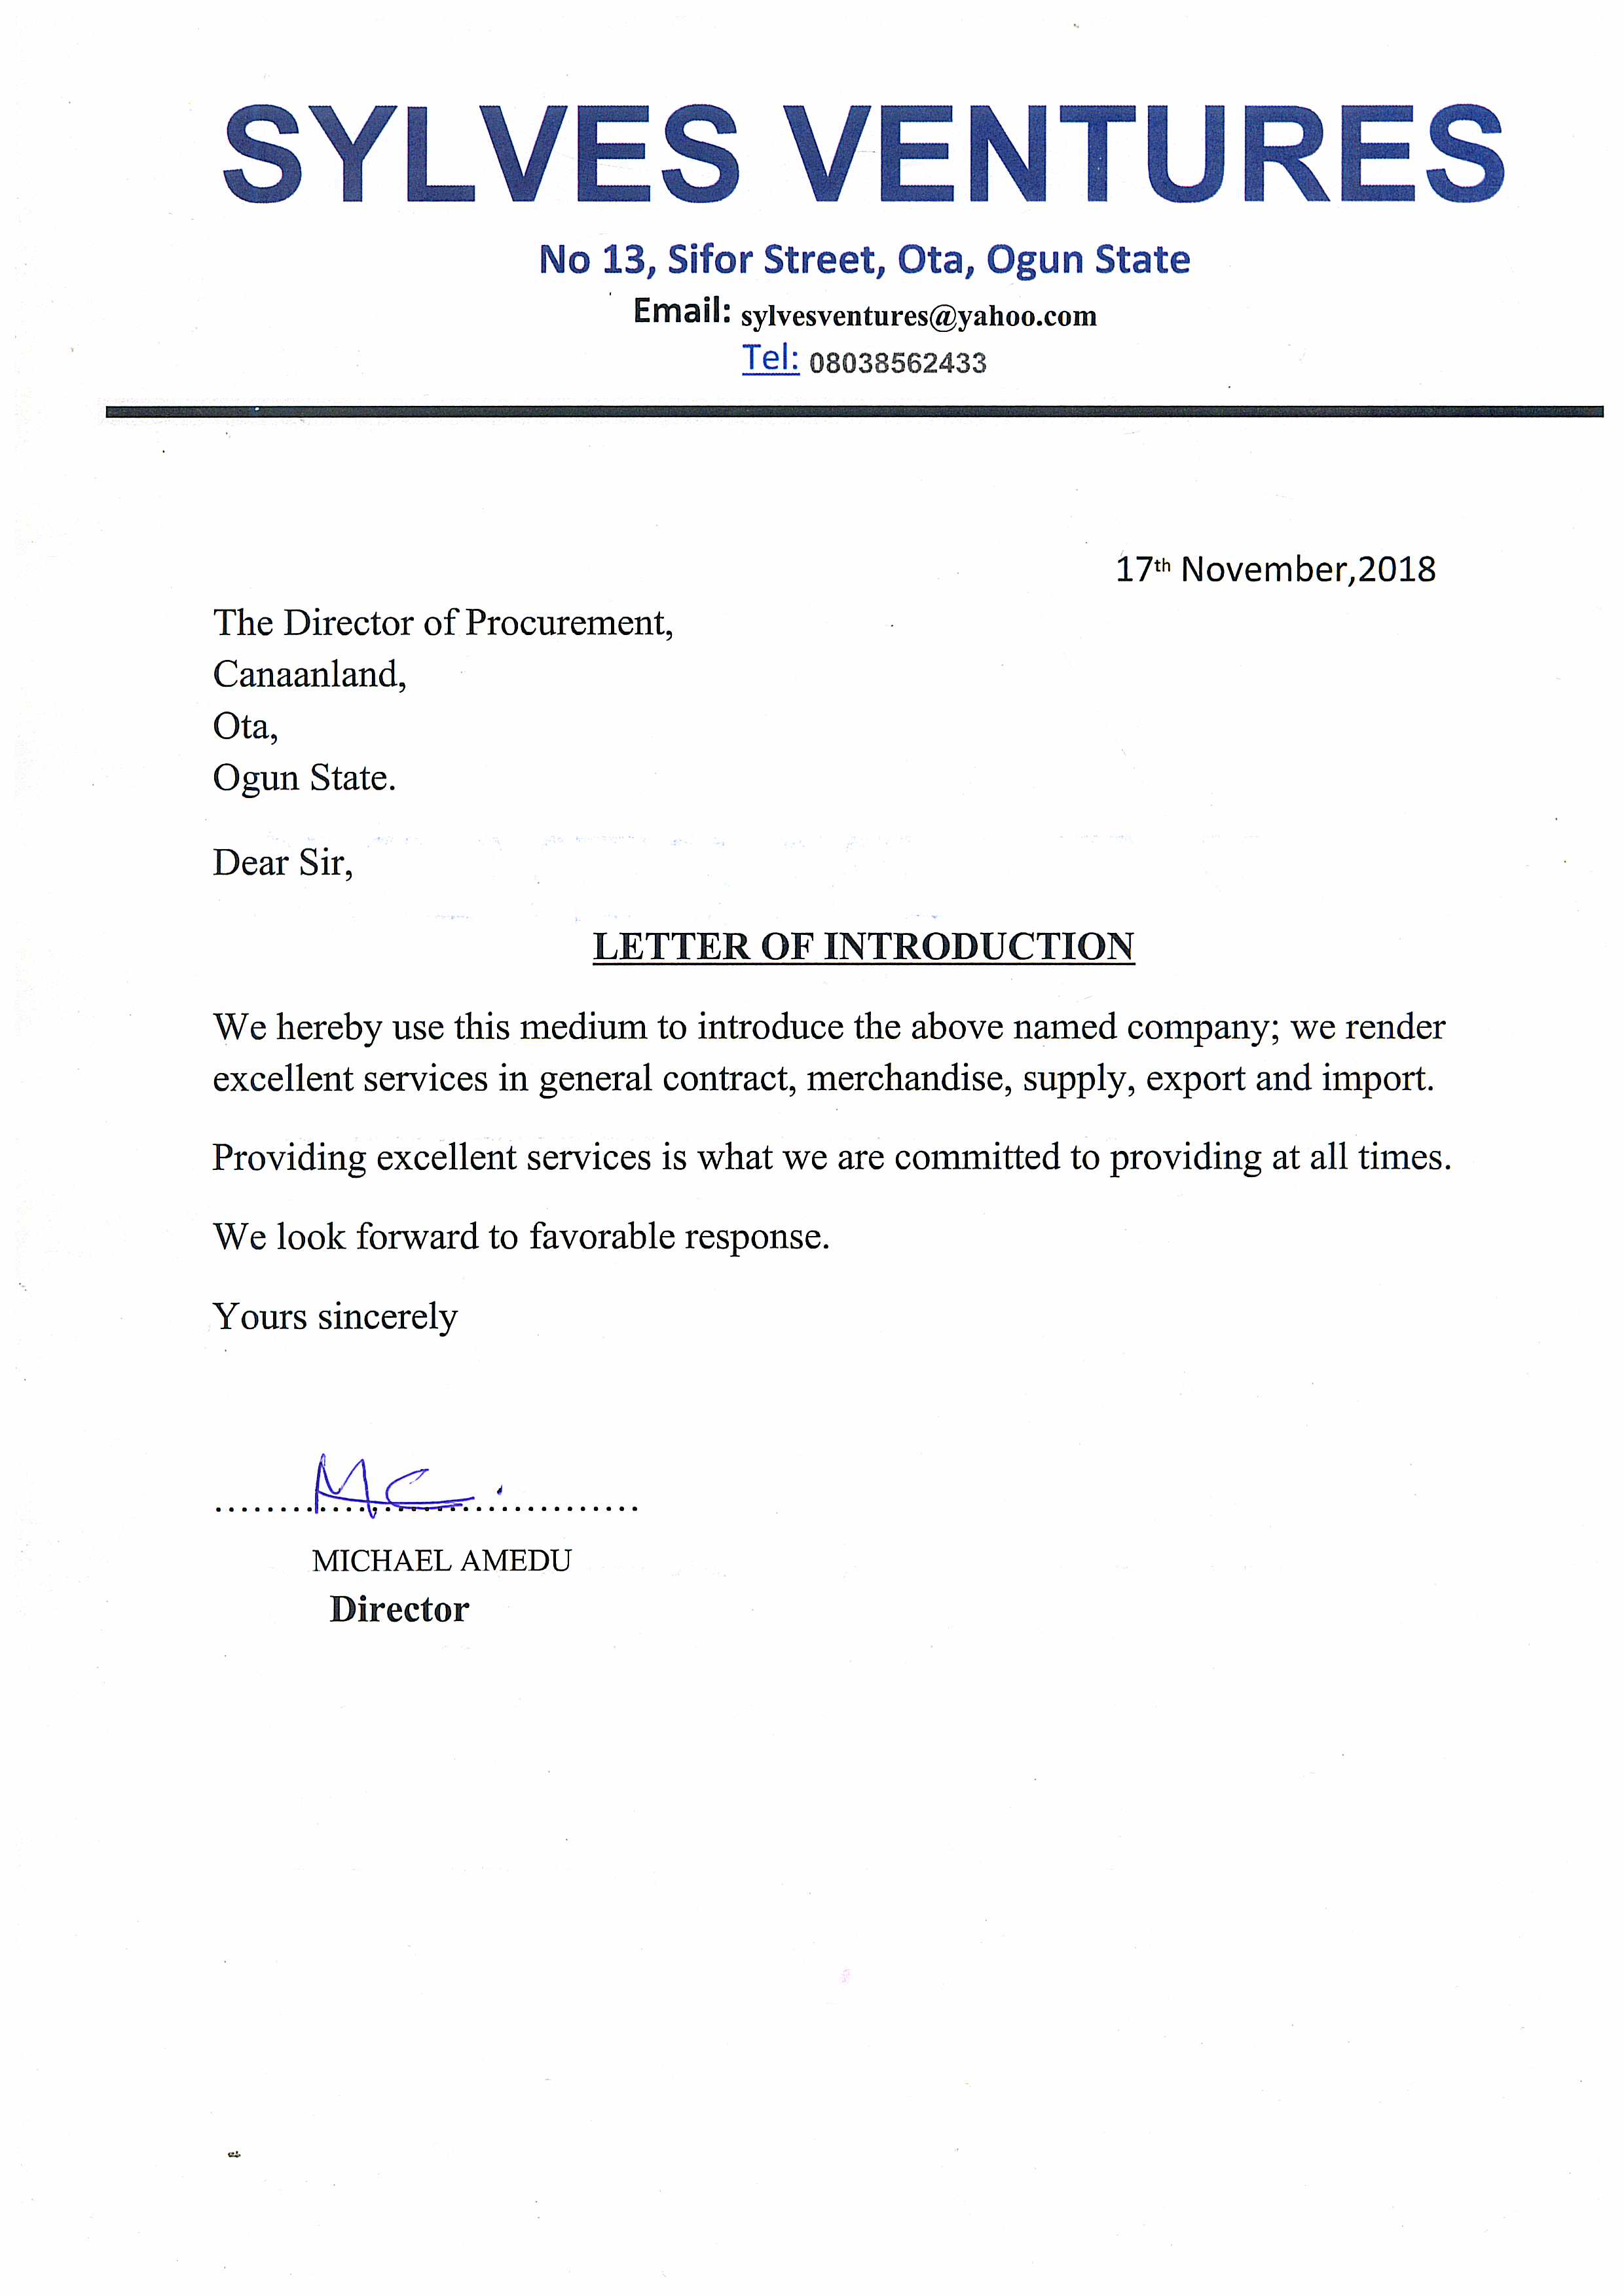 SYLVES VENTURES
No 13, Sifor Street, Ota, Ogun State
Email: sylvesventures@yahoo.com
Tel: 08038562433
17th November,2018
The Director of Procurement,
Canaanland,
Ota,
Ogun State.
Dear Sir,
LETTER OF INTRODUCTION
We hereby use this medium to introduce the above named company; we render
excellent services in general contract, merchandise, supply, export and import.
Providing excellent services is what we are committed to providing at all times.
We look forward to favorable response.
Yours sincerely
MC.
MICHAEL AMEDU
Director